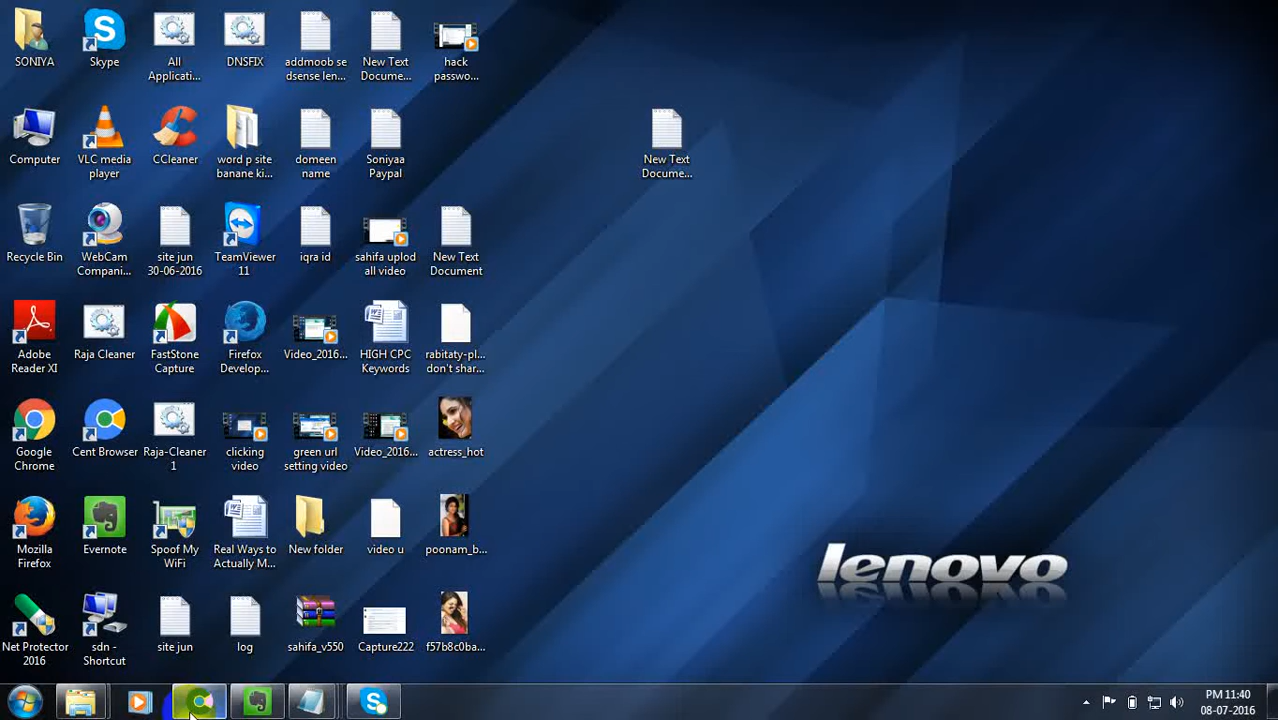 SONIYA
Skype
All
Applicati...
DNSFIX
addmoob se
dsense len...
New Text
Docume...
hack
passwo...
Computer
VLC media
player
CCleaner
word p site
banane ki...
domeen
name
Soniyaa
Paypal
New Text
Docume...
Recycle Bin
WebCam
Compani...
site jun
30-06-2016
TeamViewer
11
iqra id
sahifa uplod
all video
New Text
Document
Adobe
Reader XI
Raja Cleaner
FastStone
Capture
Firefox
Develop...
Video_2016...
HIGH CPC
Keywords
rabitaty-pl...
don't shar...
Google
Chrome
Cent Browser
Raja-Cleaner
1
clicking
video
green url
setting video
Video_2016...
actress_hot
Mozilla
Firefox
Evernote
Spoof My
WiFi
Real Ways to
Actually M...
New folder
video u
poonam_b...
lenovo
Net Protector
2016
sdn -
Shortcut
site jun
log
sahifa_v550
Capture222
f57b8c0ba...
PM 11:40
08-07-2016